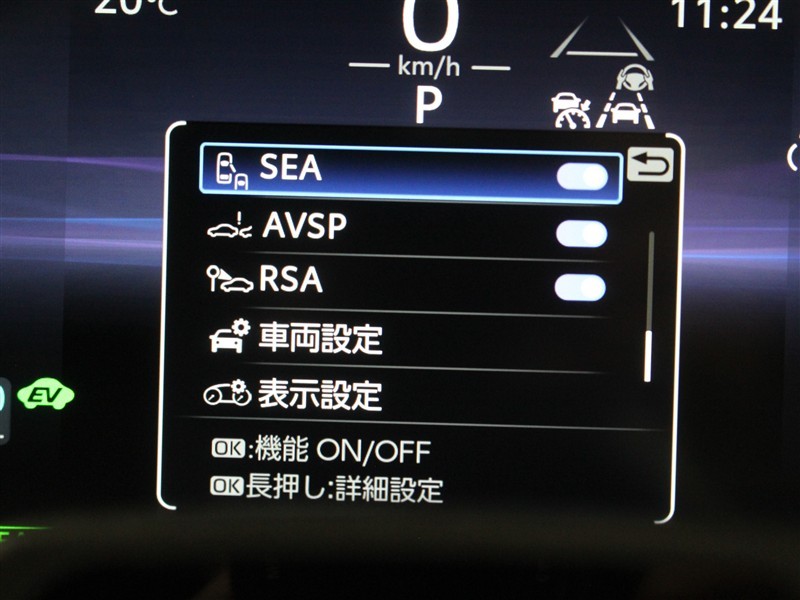 20℃
0
11:24
km/h
P
SEA
AVSP
RSA
車両設定
表示設定
EV
OK:機能 ON/OFF
OK長押し:詳細設定